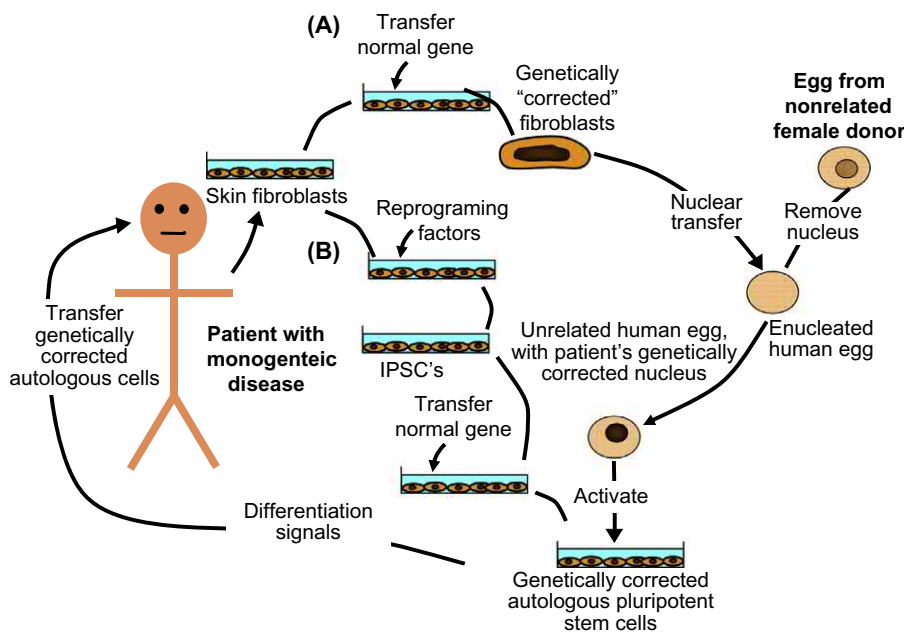 (A)
Transfer
normal gene
Genetically
“corrected”
fibroblasts
Egg from
nonrelated
female donor
Skin fibroblasts
Nuclear
transfer
Remove
nucleus
(B)
Reprograming
factors
Transfer
genetically
corrected
autologous cells
Patient with
monogenteic
disease
IPSC’s
Unrelated human egg,
with patient’s genetically
corrected nucleus
Enucleated
human egg
Transfer
normal gene
Activate
Differentiation
signals
Genetically corrected
autologous pluripotent
stem cells